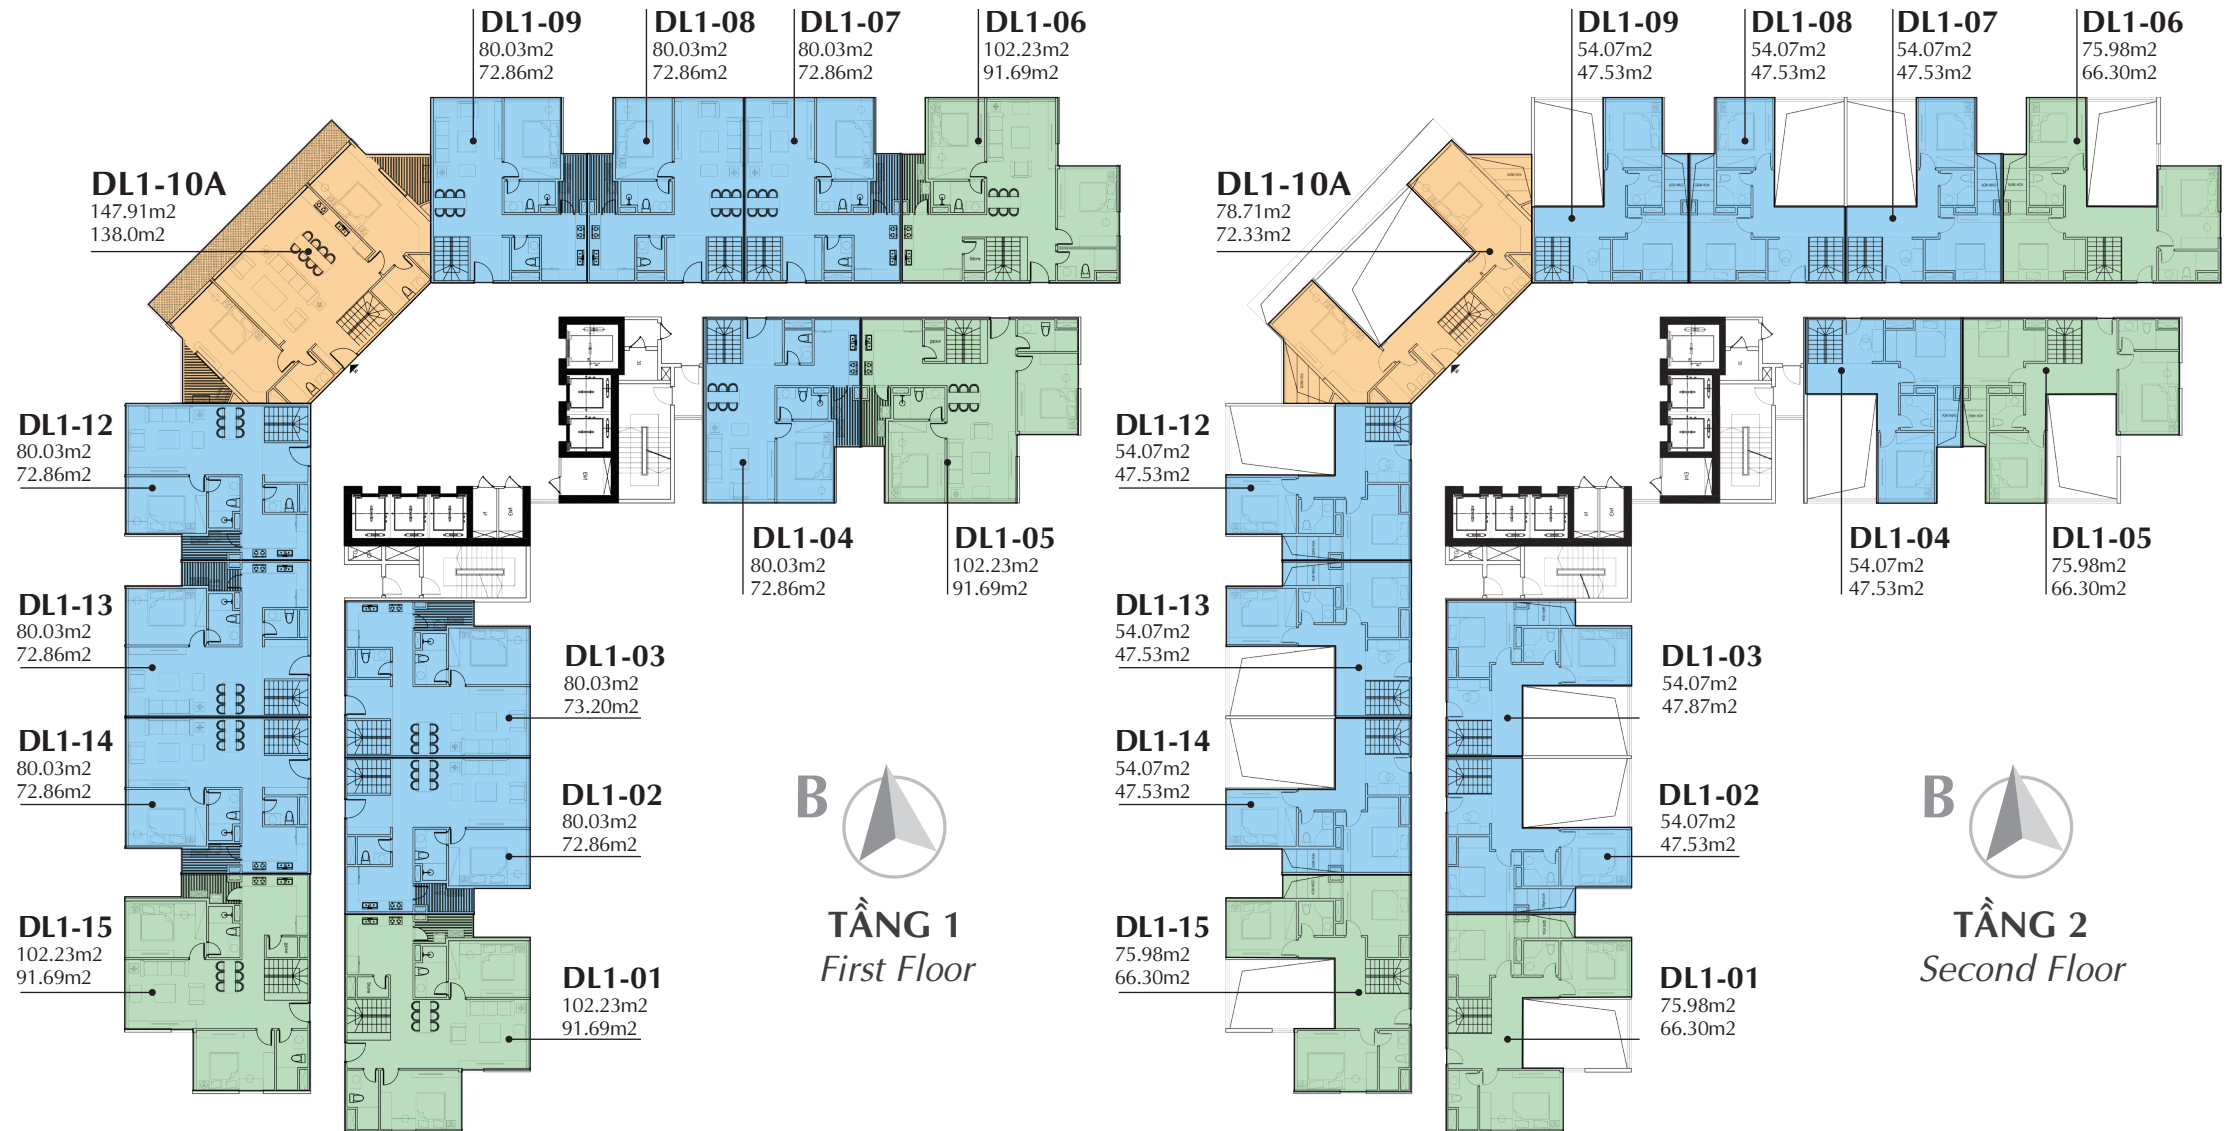 DL1-09
80.03m2
72.86m2
DL1-08
80.03m2
72.86m2
DL1-07
80.03m2
72.86m2
DL1-06
102.23m2
91.69m2
DL1-10A
147.91m2
138.0m2
Store
DL1-12
80.03m2
72.86m2
DL1-04
80.03m2
72.86m2
DL1-05
102.23m2
91.69m2
DL1-13
80.03m2
72.86m2
DL1-03
80.03m2
73.20m2
DL1-14
80.03m2
72.86m2
DL1-02
80.03m2
72.86m2
DL1-15
102.23m2
91.69m2
DL1-01
102.23m2
91.69m2
B
TẦNG 1
First Floor
DL1-09
54.07m2
47.53m2
DL1-08
54.07m2
47.53m2
DL1-07
54.07m2
47.53m2
DL1-06
75.98m2
66.30m2
DL1-10A
78.71m2
72.33m2
DL1-12
54.07m2
47.53m2
DL1-04
54.07m2
47.53m2
DL1-05
75.98m2
66.30m2
DL1-13
54.07m2
47.53m2
DL1-03
54.07m2
47.87m2
DL1-14
54.07m2
47.53m2
DL1-02
54.07m2
47.53m2
DL1-15
75.98m2
66.30m2
DL1-01
75.98m2
66.30m2
B
TẦNG 2
Second Floor